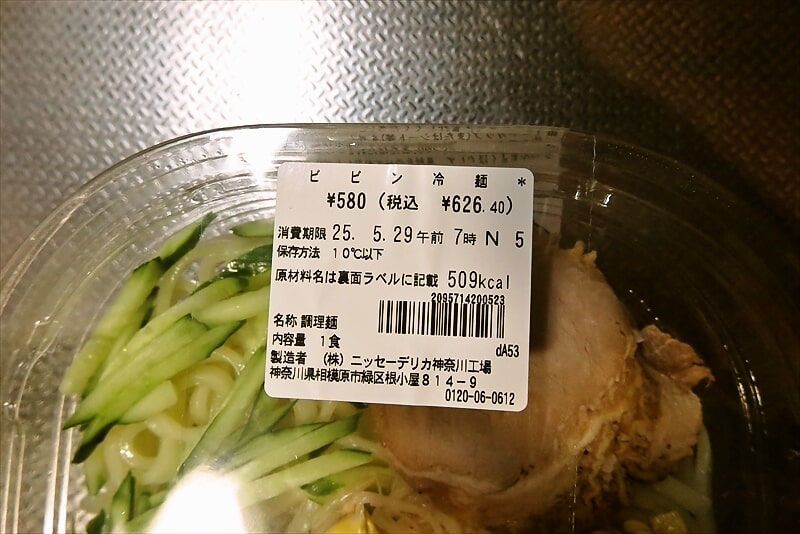 ビビン冷麺*
¥580(税込 ¥626.40)
消費期限 25. 5.29午前 7時 N 5
保存方法 10℃以下
原材料名は裏面ラベルに記載 509kcal
2095714200523
名称 調理麺
内容量 1食
dA53
製造者 (株)ニッセーデリカ神奈川工場
神奈川県相模原市緑区根小屋814-9
0120-06-0612